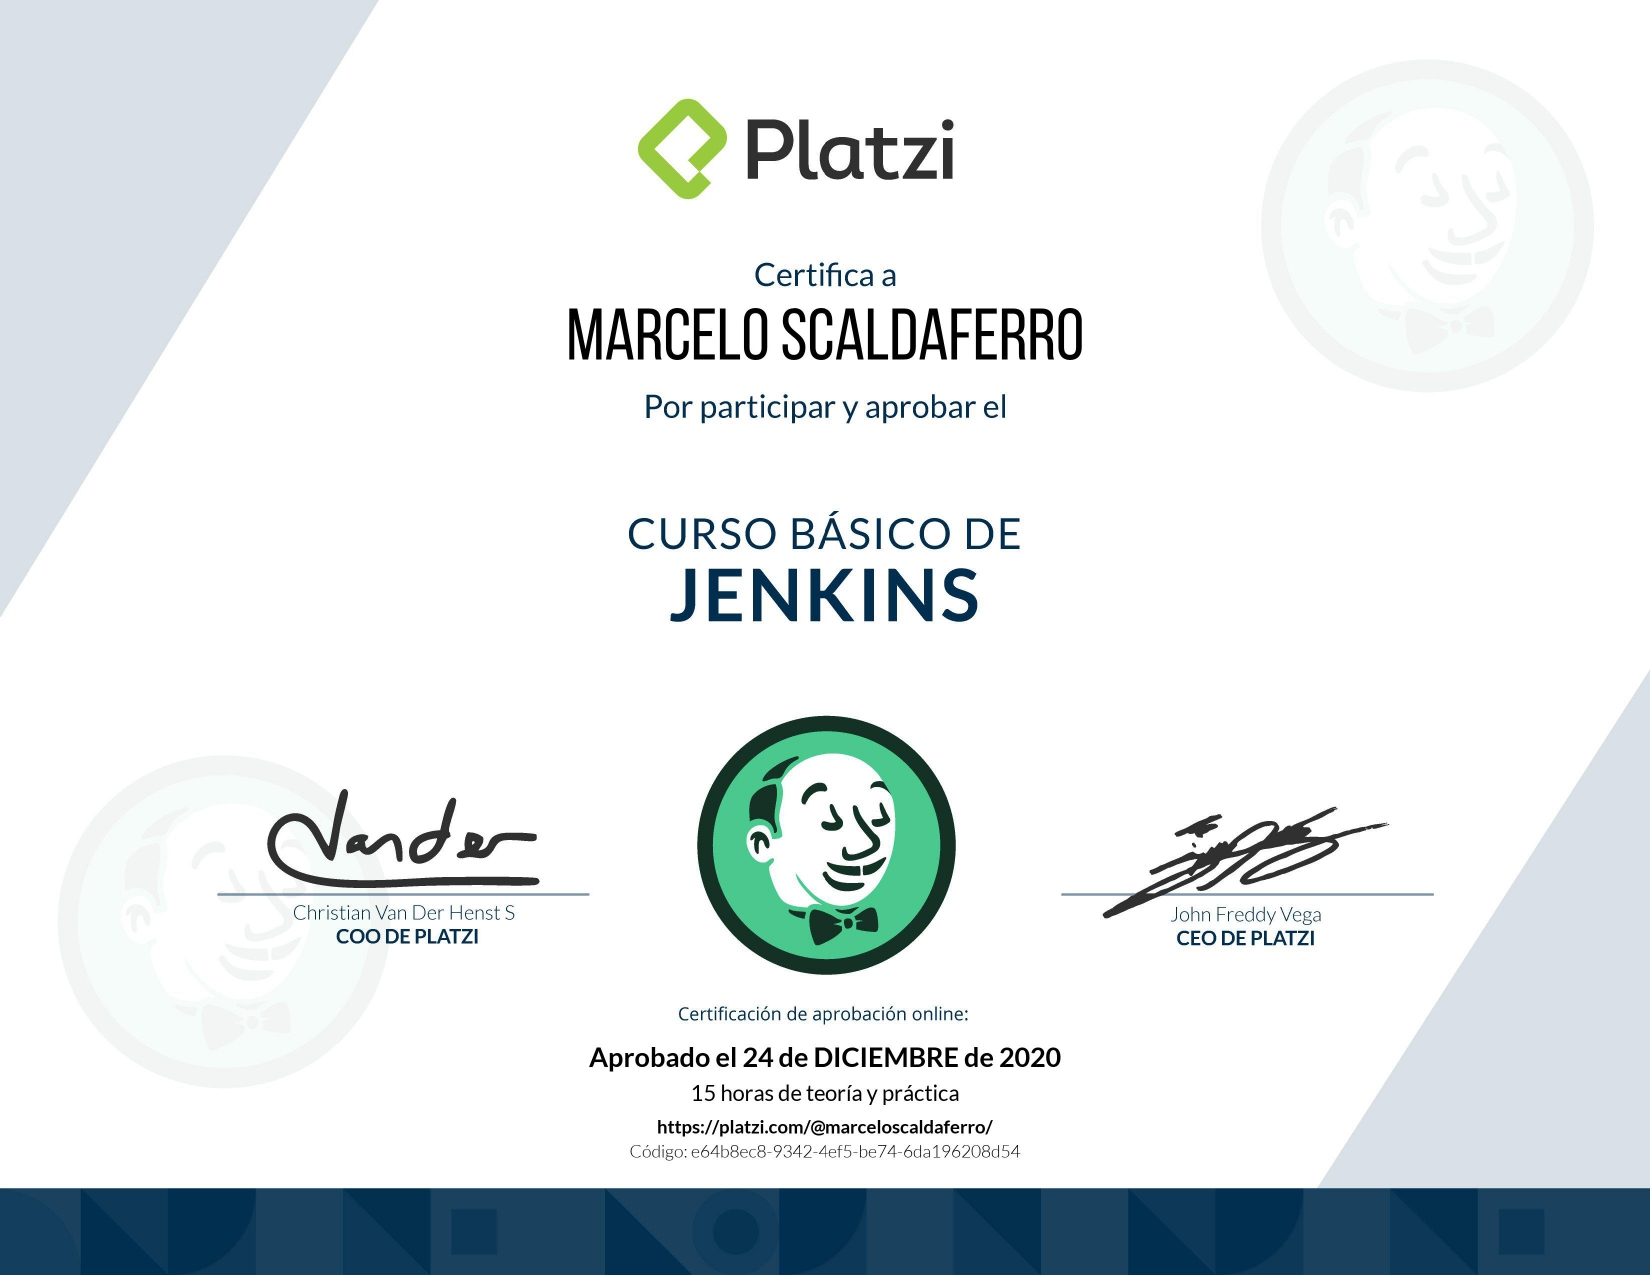 Platzi
Certifica a
MARCELO SCALDAFERRO
Por participar y aprobar el
CURSO BÁSICO DE
JENKINS
Vander
Christian Van Der Henst S
COO DE PLATZI
John Freddy Vega
CEO DE PLATZI
Certificación de aprobación online:
Aprobado el 24 de DICIEMBRE de 2020
15 horas de teoría y práctica
https://platzi.com/@marceloscaldaferro/
Código: e64b8ec8-9342-4ef5-be74-6da196208d54